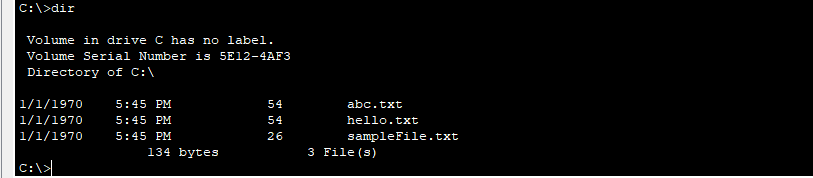 C:\>dir
Volume in drive C has no label.
Volume Serial Number is 5E12-4AF3
Directory of C:\
1/1/1970 5:45 PM 54 abc.txt
1/1/1970 5:45 PM 54 hello.txt
1/1/1970 5:45 PM 26 sampleFile.txt
134 bytes 3 File(s)
C:\>